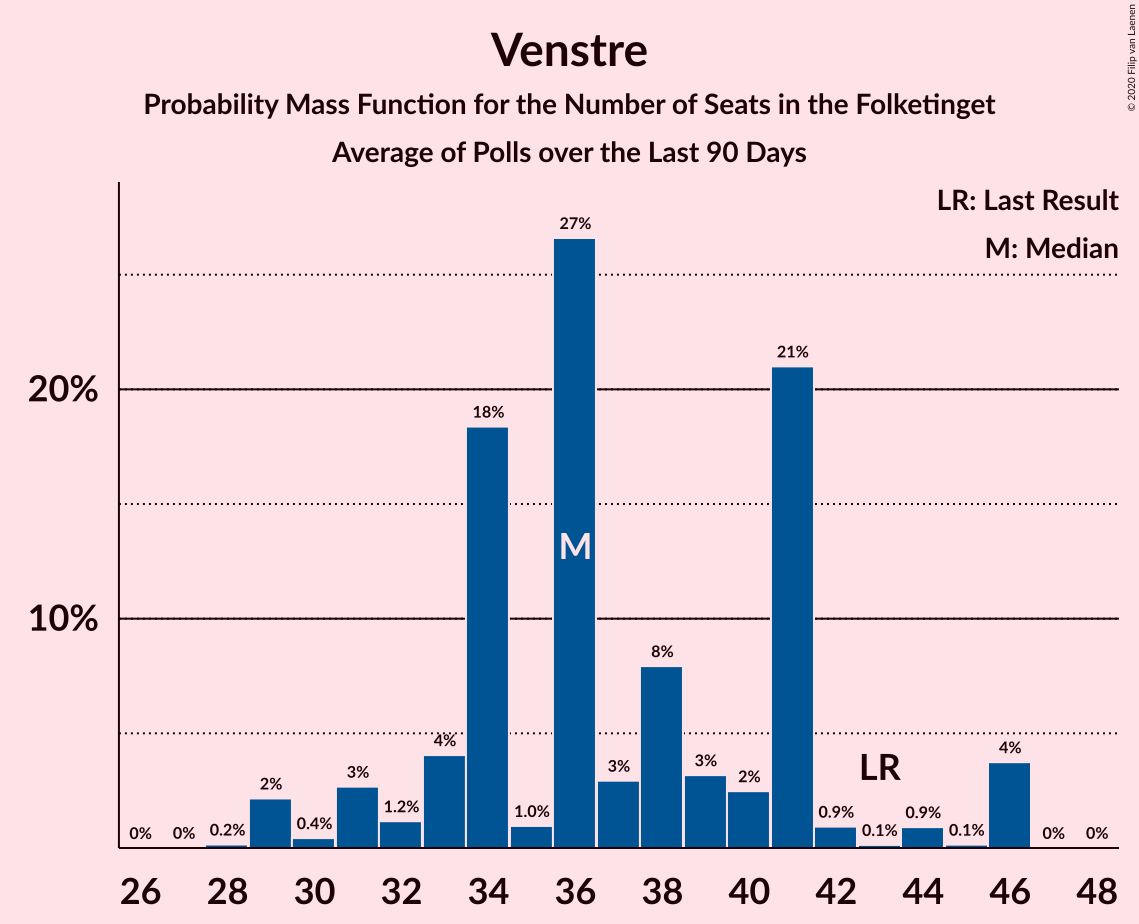 Venstre
Probability Mass Function for the Number of Seats in the Folketinget
Average of Polls over the Last 90 Days
© 2020 Filip van Laenen
LR: Last Result
M: Median
20%
10%
0%
0%
0.2%
2%
0.4%
3%
1.2%
4%
18%
1.0%
27%
3%
8%
3%
2%
21%
0.9%
0.1%
0.9%
0.1%
4%
0%
0%
M
LR
26 28 30 32 34 36 38 40 42 44 46 48